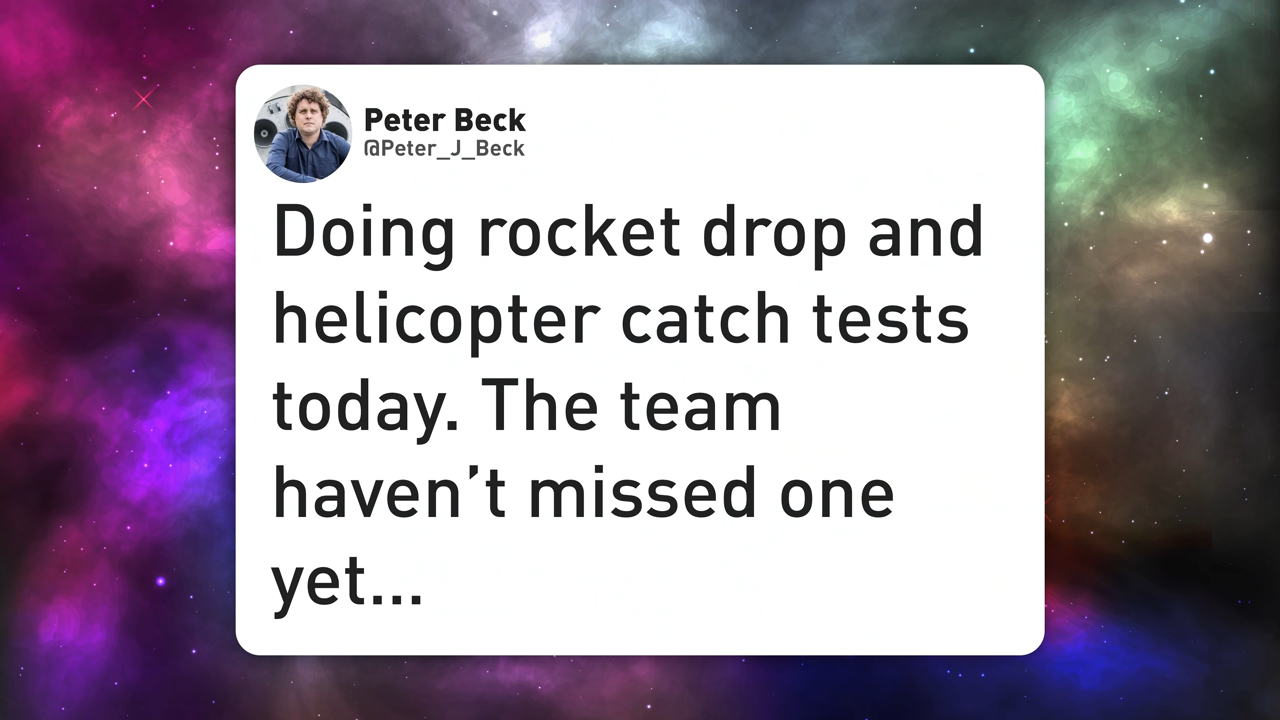 Peter Beck
@Peter_J_Beck
Doing rocket drop and
helicopter catch tests
today. The team
haven’t missed one
yet...